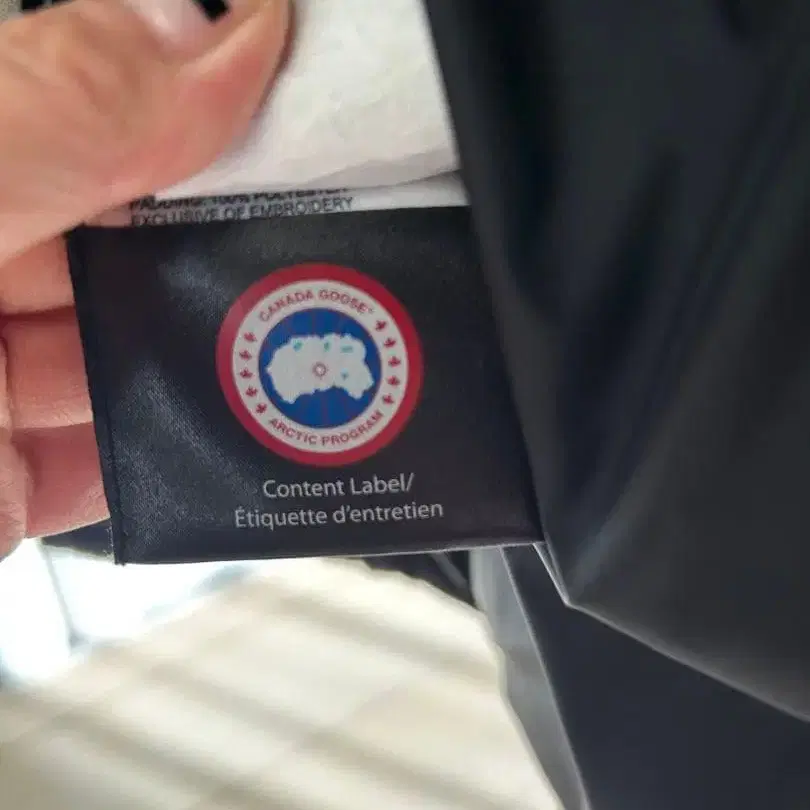 PADDING: 100% POLYESTER
EXCLUSIVE OF EMBROIDERY
CANADA GOOSE®
ARCTIC PROGRAM
Content Label/
Étiquette d’entretien